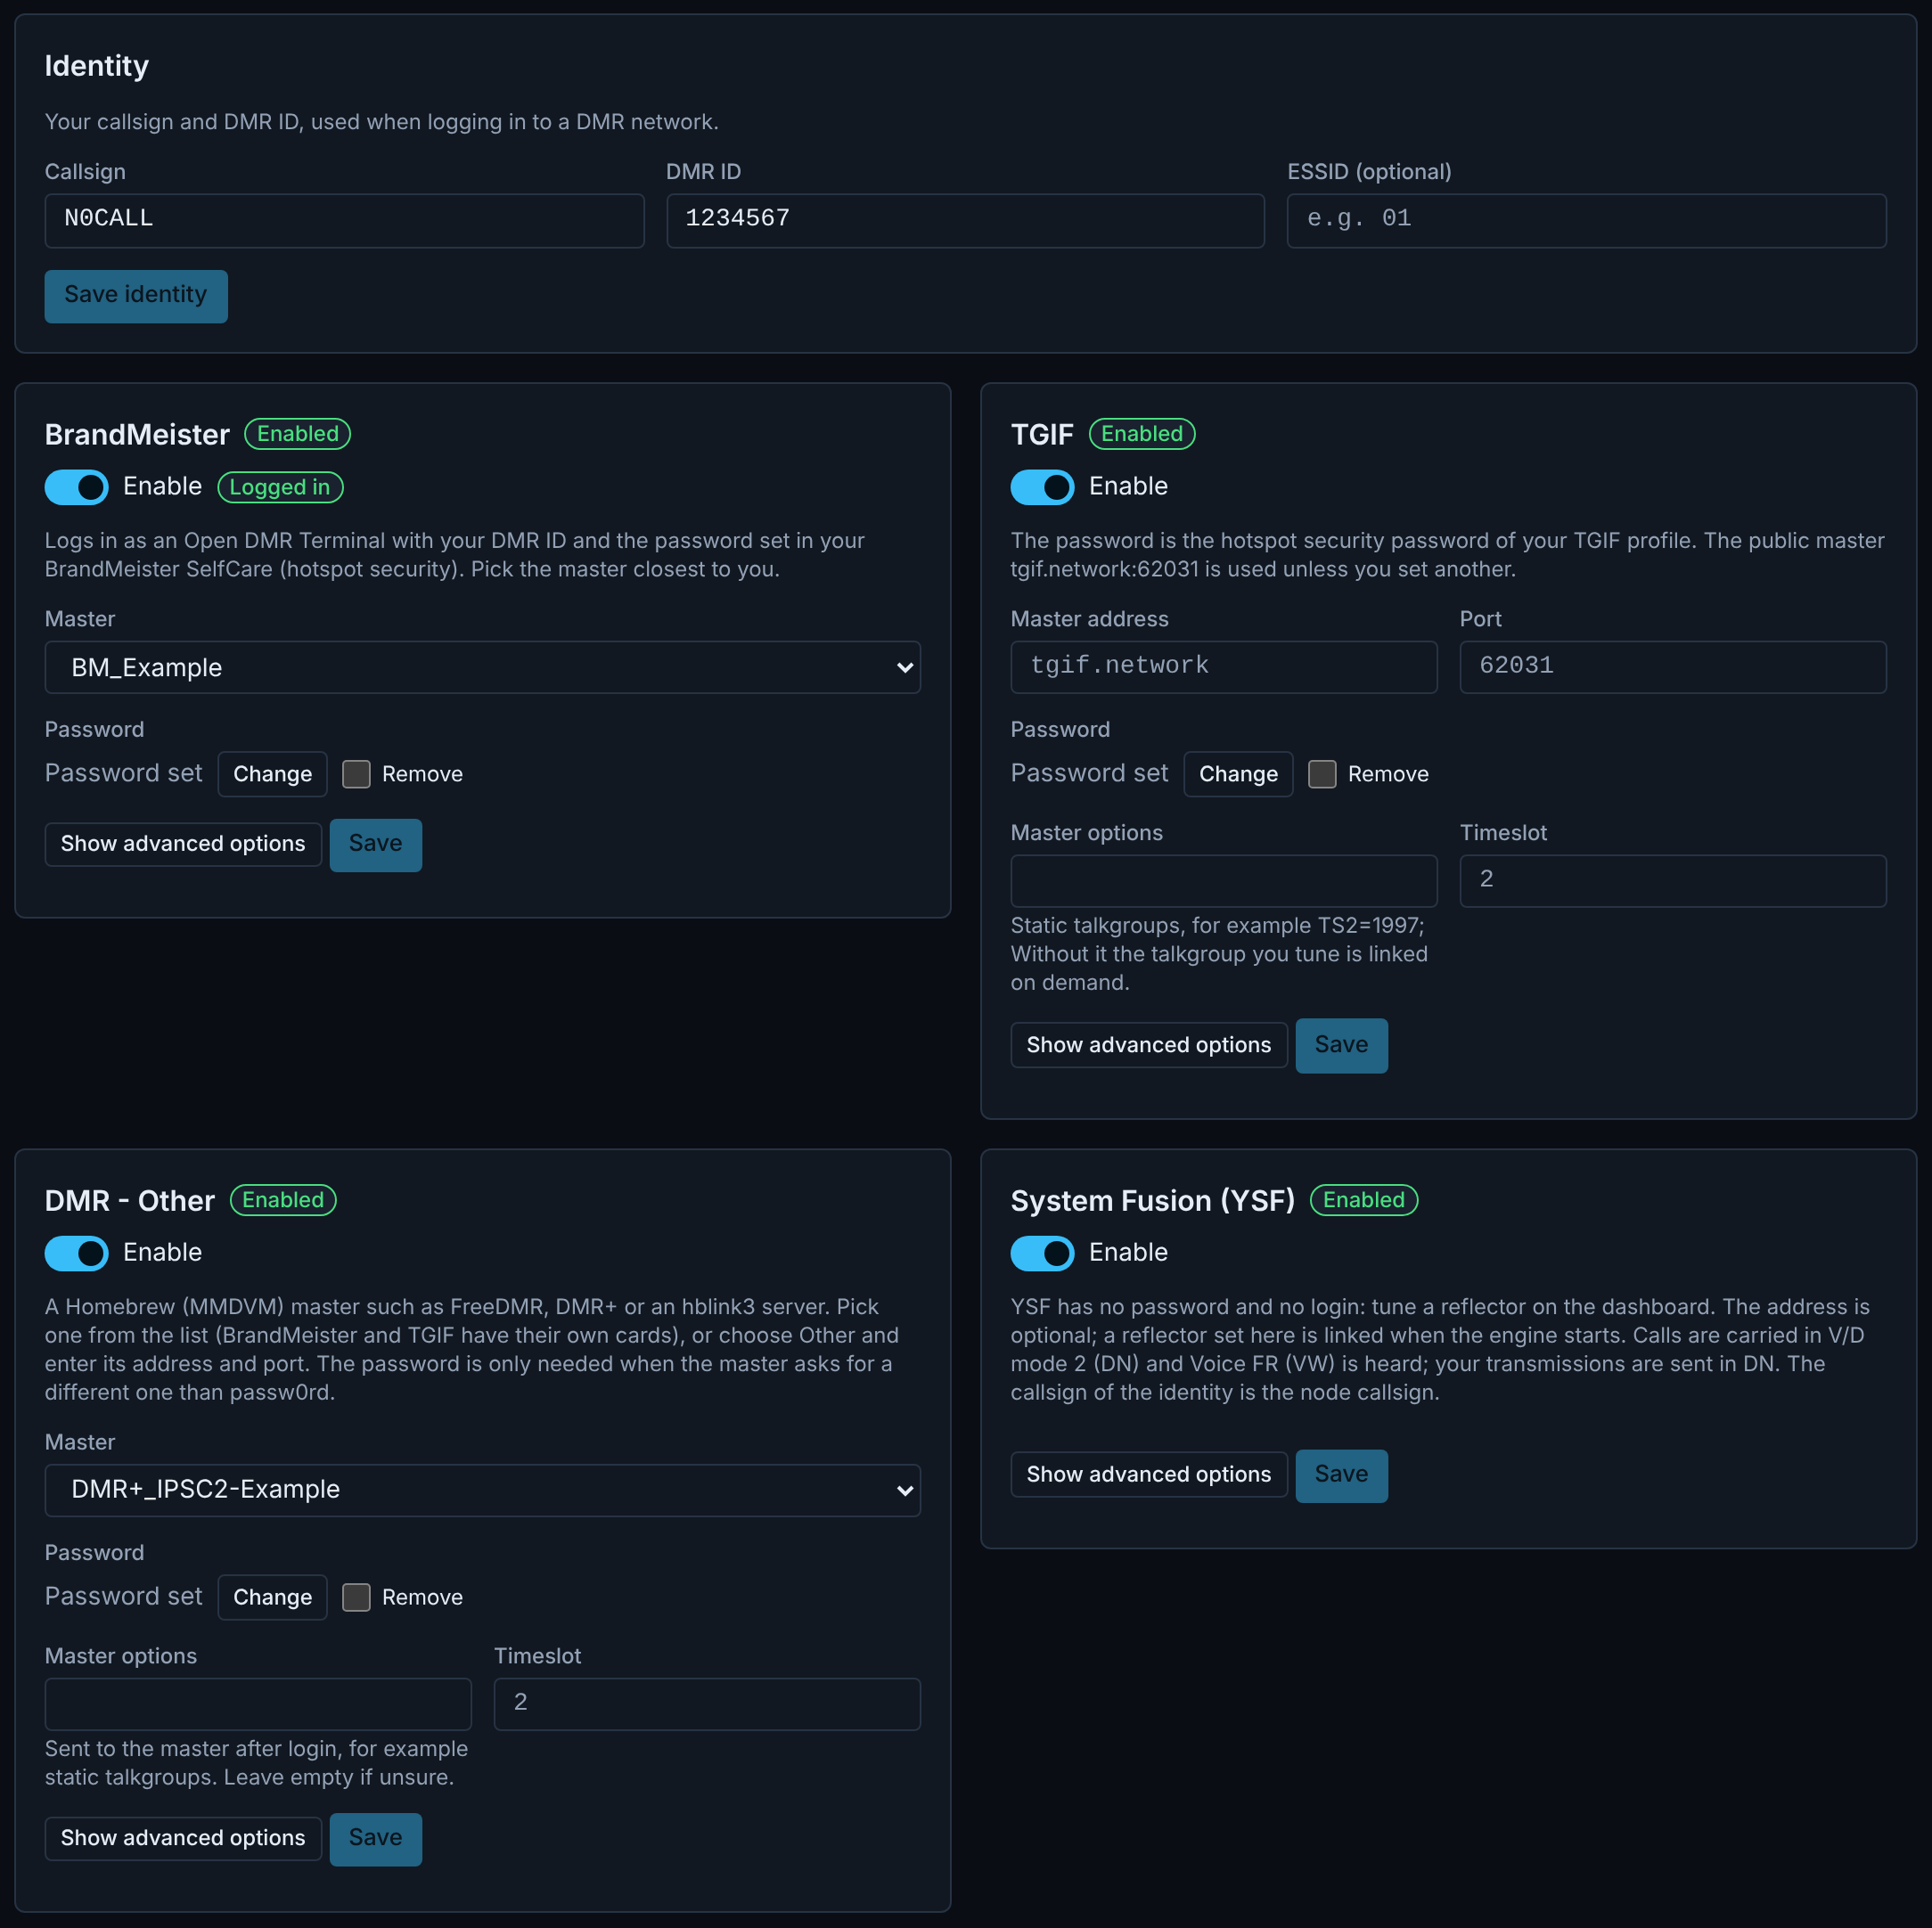 Identity
Your callsign and DMR ID, used when logging in to a DMR network.
Callsign
N0CALL
DMR ID
1234567
ESSID (optional)
e.g. 01
Save identity
BrandMeister Enabled
Enable Logged in
Logs in as an Open DMR Terminal with your DMR ID and the password set in your
BrandMeister SelfCare (hotspot security). Pick the master closest to you.
Master
BM_Example
Password
Password set Change Remove
Show advanced options Save
TGIF Enabled
Enable
The password is the hotspot security password of your TGIF profile. The public master
tgif.network:62031 is used unless you set another.
Master address
tgif.network
Port
62031
Password
Password set Change Remove
Master options
Timeslot
2
Static talkgroups, for example TS2=1997;
Without it the talkgroup you tune is linked
on demand.
Show advanced options Save
DMR - Other Enabled
Enable
A Homebrew (MMDVM) master such as FreeDMR, DMR+ or an hblink3 server. Pick
one from the list (BrandMeister and TGIF have their own cards), or choose Other and
enter its address and port. The password is only needed when the master asks for a
different one than passw0rd.
Master
DMR+_IPSC2-Example
Password
Password set Change Remove
Master options
Timeslot
2
Sent to the master after login, for example
static talkgroups. Leave empty if unsure.
Show advanced options Save
System Fusion (YSF) Enabled
Enable
YSF has no password and no login: tune a reflector on the dashboard. The address is
optional; a reflector set here is linked when the engine starts. Calls are carried in V/D
mode 2 (DN) and Voice FR (VW) is heard; your transmissions are sent in DN. The
callsign of the identity is the node callsign.
Show advanced options Save